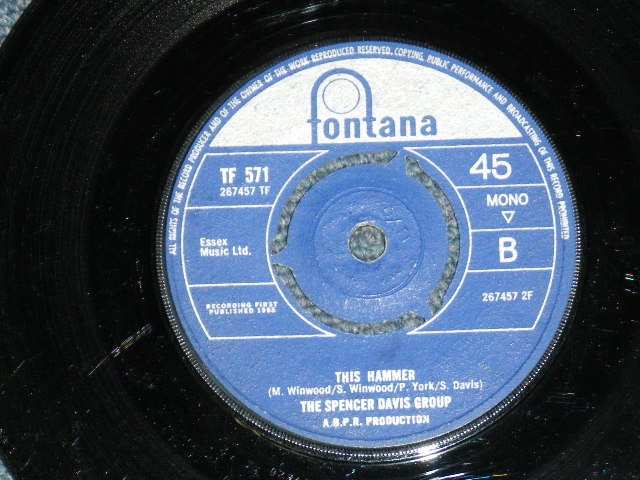 ALL RIGHTS OF THE RECORD PRODUCER AND OF THE OWNER OF THE WORK REPRODUCED RESERVED. COPYING, PUBLIC PERFORMANCE AND BROADCASTING OF THIS RECORD PROHIBITED
fontana
TF 571
267457 TF
45
MONO
B
Essex
Music Ltd.
RECORDING FIRST
PUBLISHED 1965
267457 2F
THIS HAMMER
(M. Winwood/S. Winwood/P. York/S. Davis)
THE SPENCER DAVIS GROUP
A.B.P.R. PRODUCTION